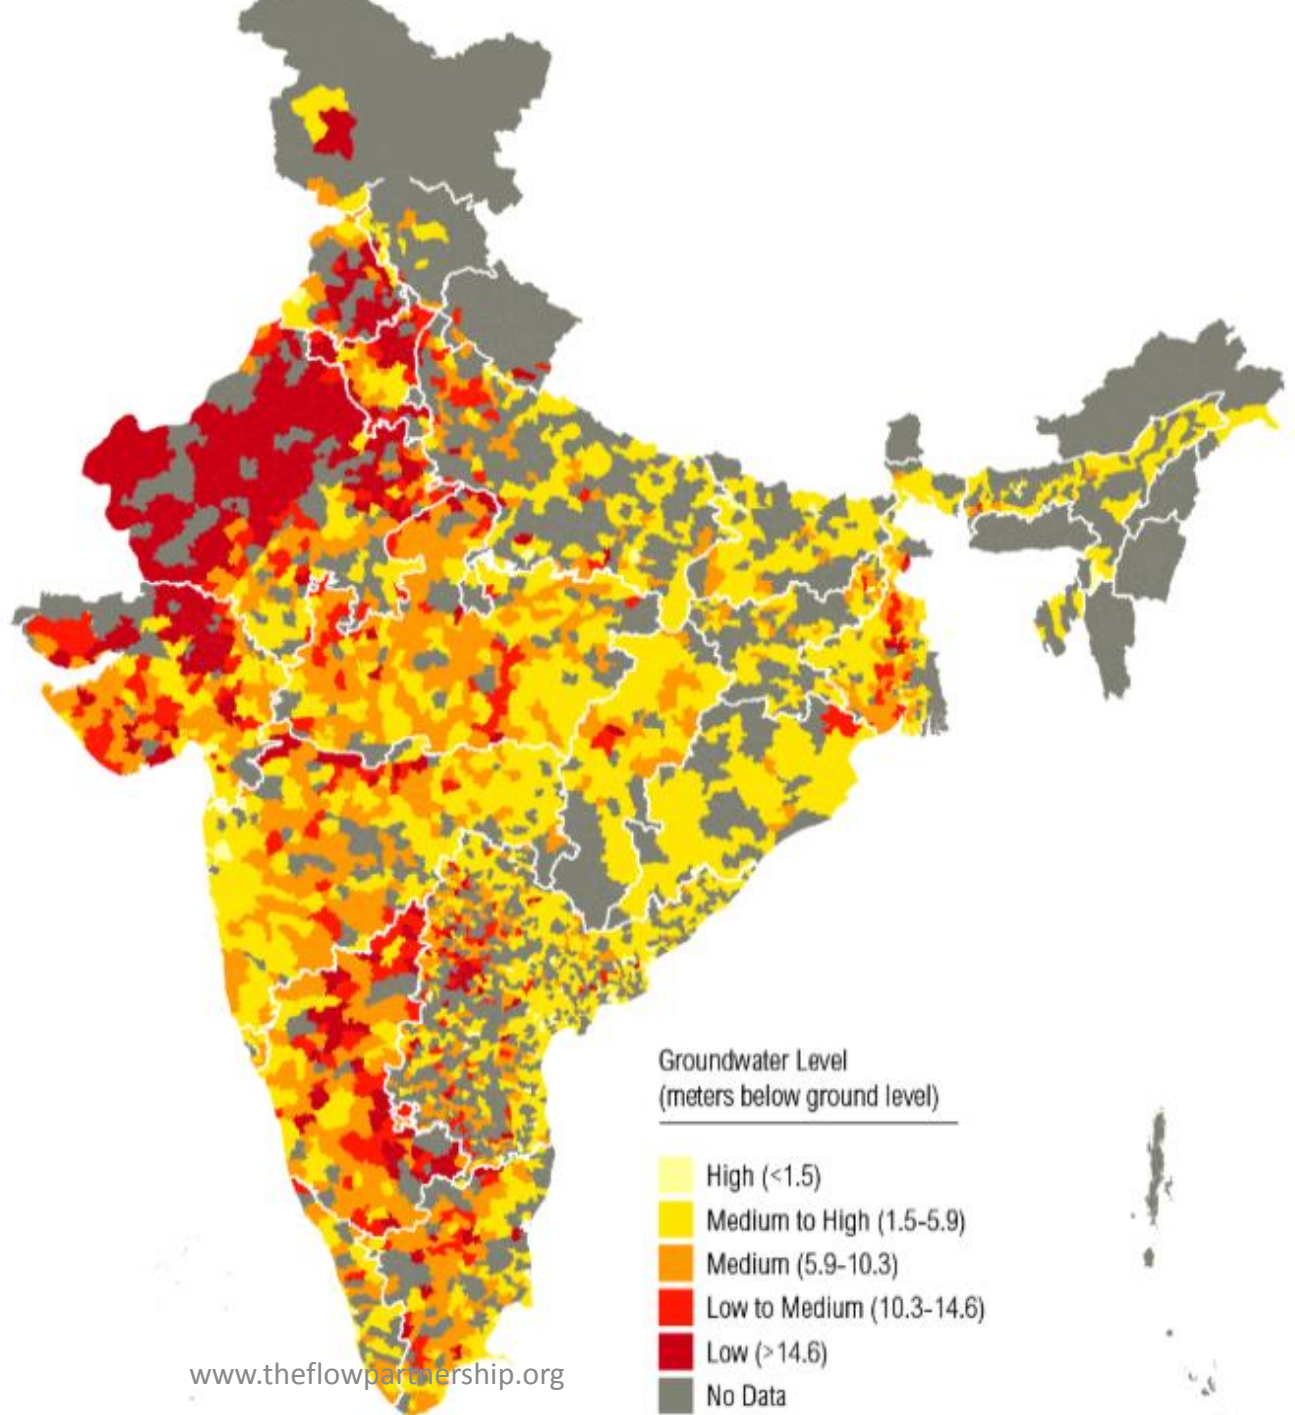 Groundwater Level
(meters below ground level)
High (<1.5)
Medium to High (1.5-5.9)
Medium (5.9-10.3)
Low to Medium (10.3-14.6)
Low (>14.6)
No Data
www.theflowpartnership.org